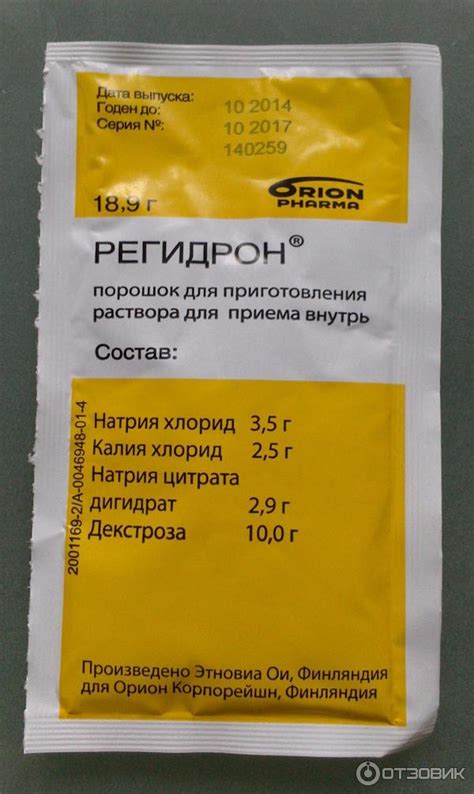 Дата выпуска:
Годен до: 10 2014
Серия №: 10 2017
140259
18,9 г
ORION
PHARMA
РЕГИДРОН®
порошок для приготовления
раствора для приема внутрь
Состав:
Натрия хлорид 3,5 г
Калия хлорид 2,5 г
Натрия цитрата
дигидрат 2,9 г
Декстроза 10,0 г
2001169-2/A-0046948-01-4
Произведено Этновиа Ои, Финляндия
для Орион Корпорейшн, Финляндия
ОТЗОВИК